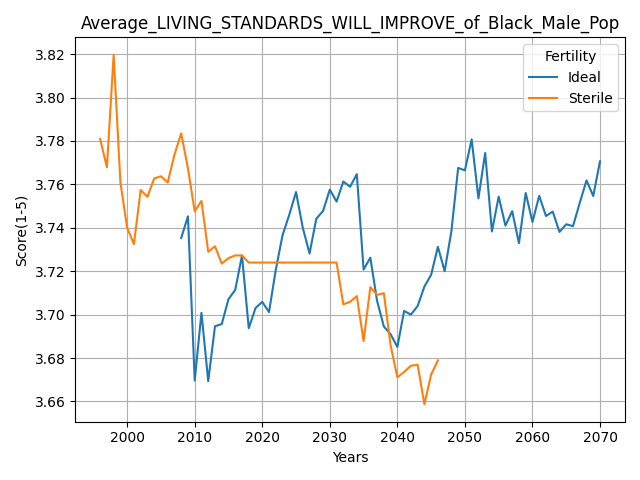 Average_LIVING_STANDARDS_WILL_IMPROVE_of_Black_Male_Pop
Fertility
Ideal
Sterile
Score(1-5)
3.82
3.80
3.78
3.76
3.74
3.72
3.70
3.68
3.66
2000 2010 2020 2030 2040 2050 2060 2070
Years